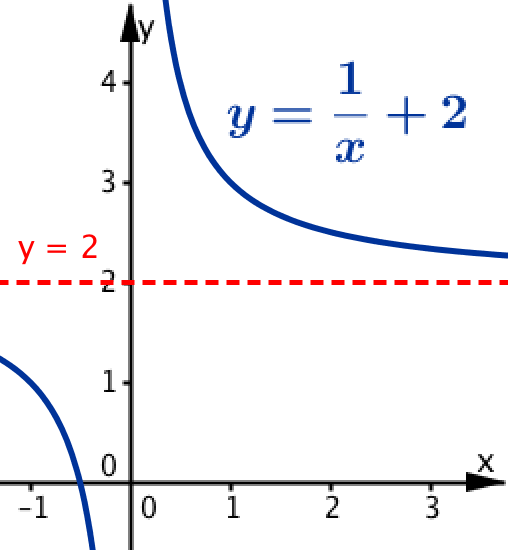 y
4
y = 1/x + 2
3
y = 2
2
1
0
x
-1 0 1 2 3